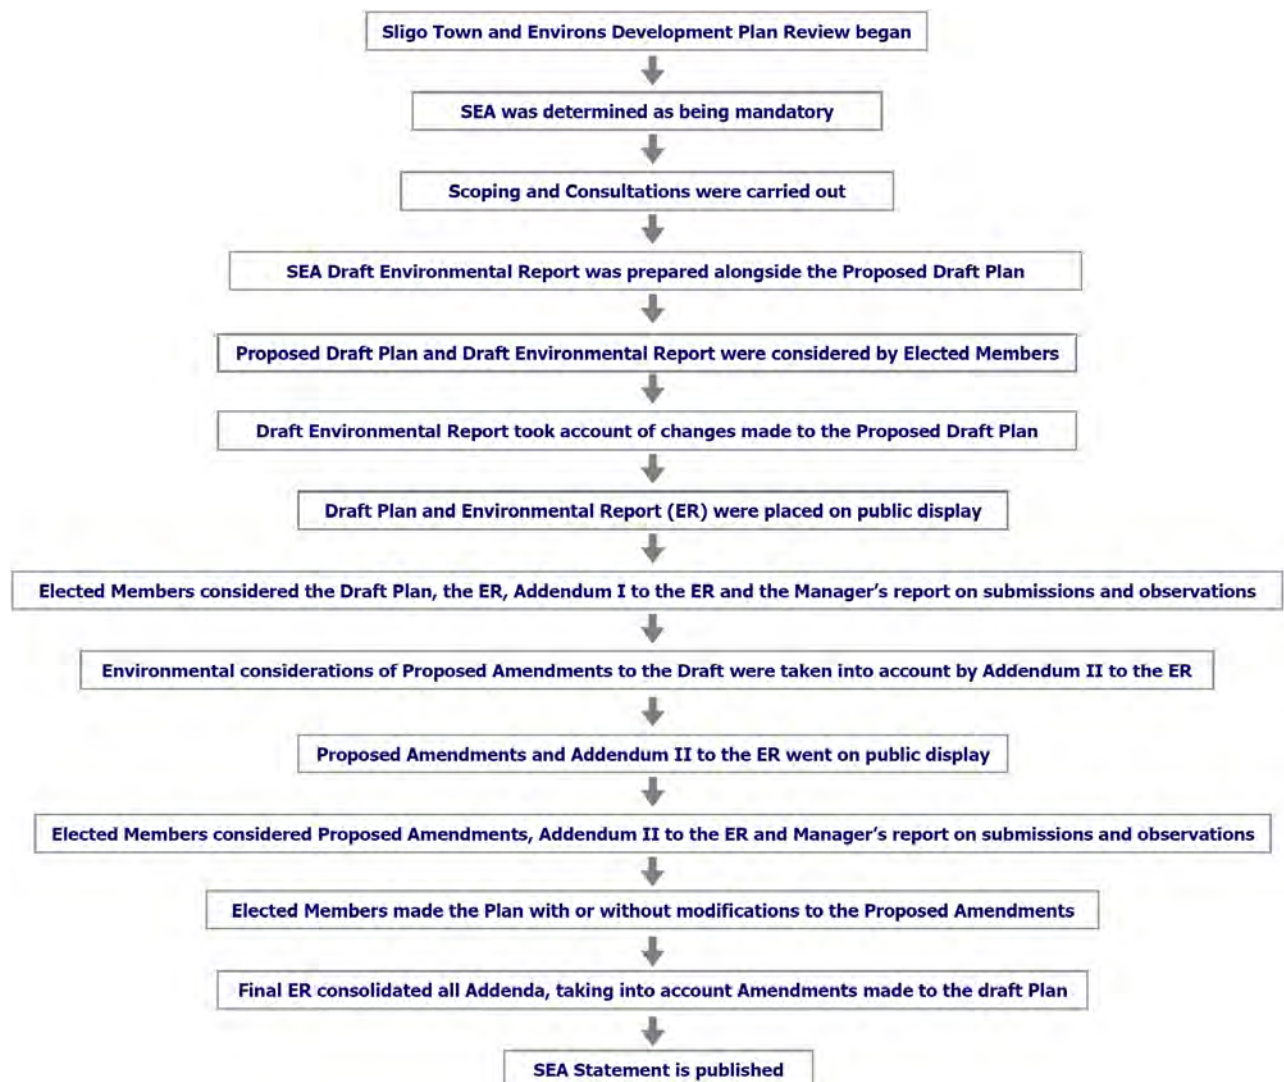 Sligo Town and Environs Development Plan Review began
SEA was determined as being mandatory
Scoping and Consultations were carried out
SEA Draft Environmental Report was prepared alongside the Proposed Draft Plan
Proposed Draft Plan and Draft Environmental Report were considered by Elected Members
Draft Environmental Report took account of changes made to the Proposed Draft Plan
Draft Plan and Environmental Report (ER) were placed on public display
Elected Members considered the Draft Plan, the ER, Addendum I to the ER and the Manager's report on submissions and observations
Environmental considerations of Proposed Amendments to the Draft were taken into account by Addendum II to the ER
Proposed Amendments and Addendum II to the ER went on public display
Elected Members considered Proposed Amendments, Addendum II to the ER and Manager's report on submissions and observations
Elected Members made the Plan with or without modifications to the Proposed Amendments
Final ER consolidated all Addenda, taking into account Amendments made to the draft Plan
SEA Statement is published